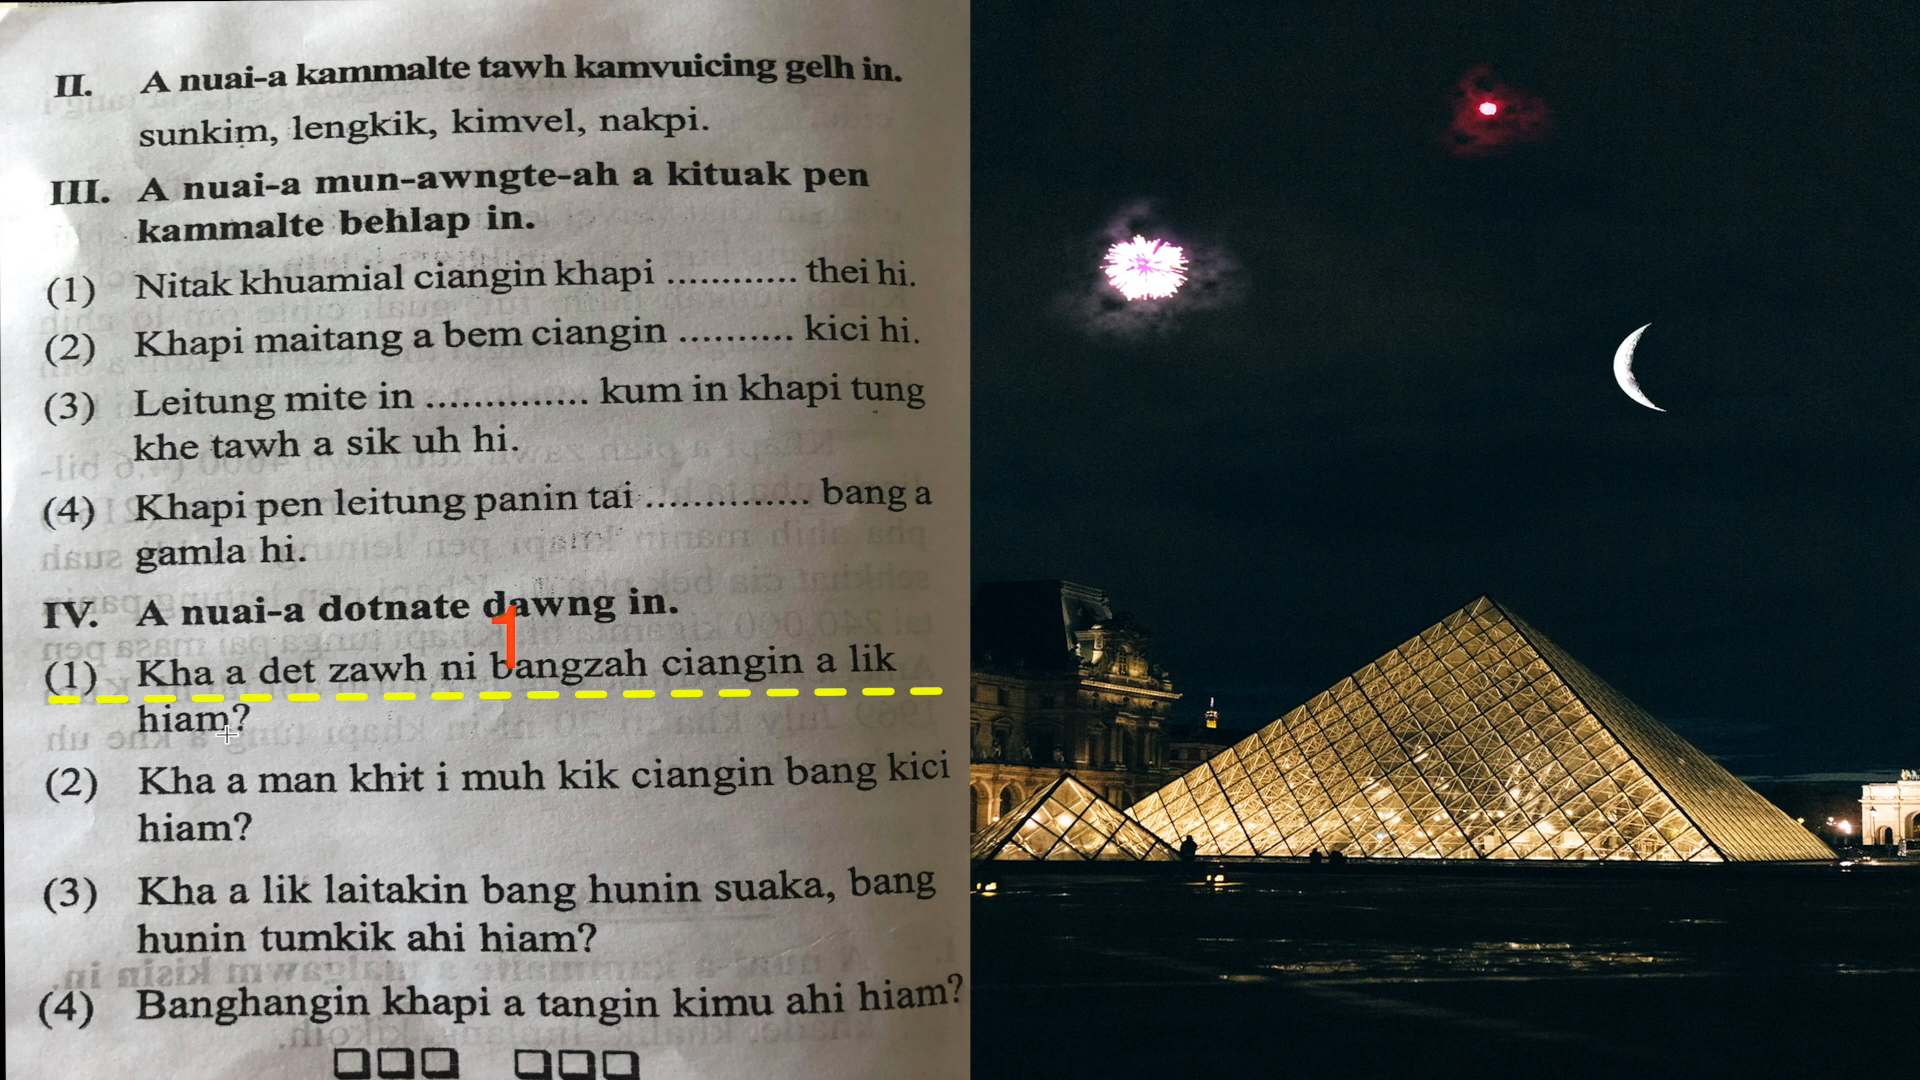 II. A nuai-a kammalte tawh kamvuicing gelh in.
sunkim, lengkik, kimvel, nakpi.
III. A nuai-a mun-awngte-ah a kituak pen
kammalte behlap in.
(1) Nitak khuamial ciangin khapi ............ thei hi.
(2) Khapi maitang a bem ciangin .......... kici hi.
(3) Leitung mite in .............. kum in khapi tung
khe tawh a sik uh hi.
(4) Khapi pen leitung panin tai .............. bang a
gamla hi.
IV. A nuai-a dotnate dawng in.
1
(1) Kha a det zawh ni bangzah ciangin a lik
hiam?
(2) Kha a man khit i muh kik ciangin bang kici
hiam?
(3) Kha a lik laitakin bang hunin suaka, bang
hunin tumkik ahi hiam?
(4) Banghangin khapi a tangin kimu ahi hiam?